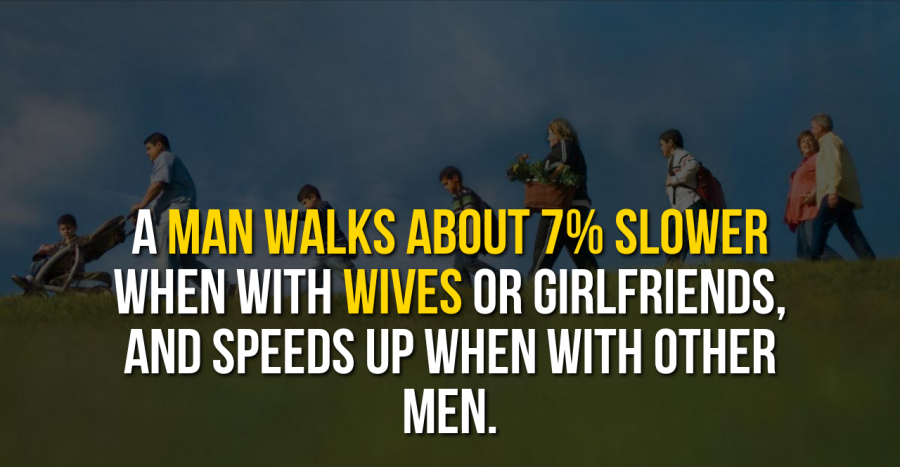 A MAN WALKS ABOUT 7% SLOWER
WHEN WITH WIVES OR GIRLFRIENDS,
AND SPEEDS UP WHEN WITH OTHER
MEN.